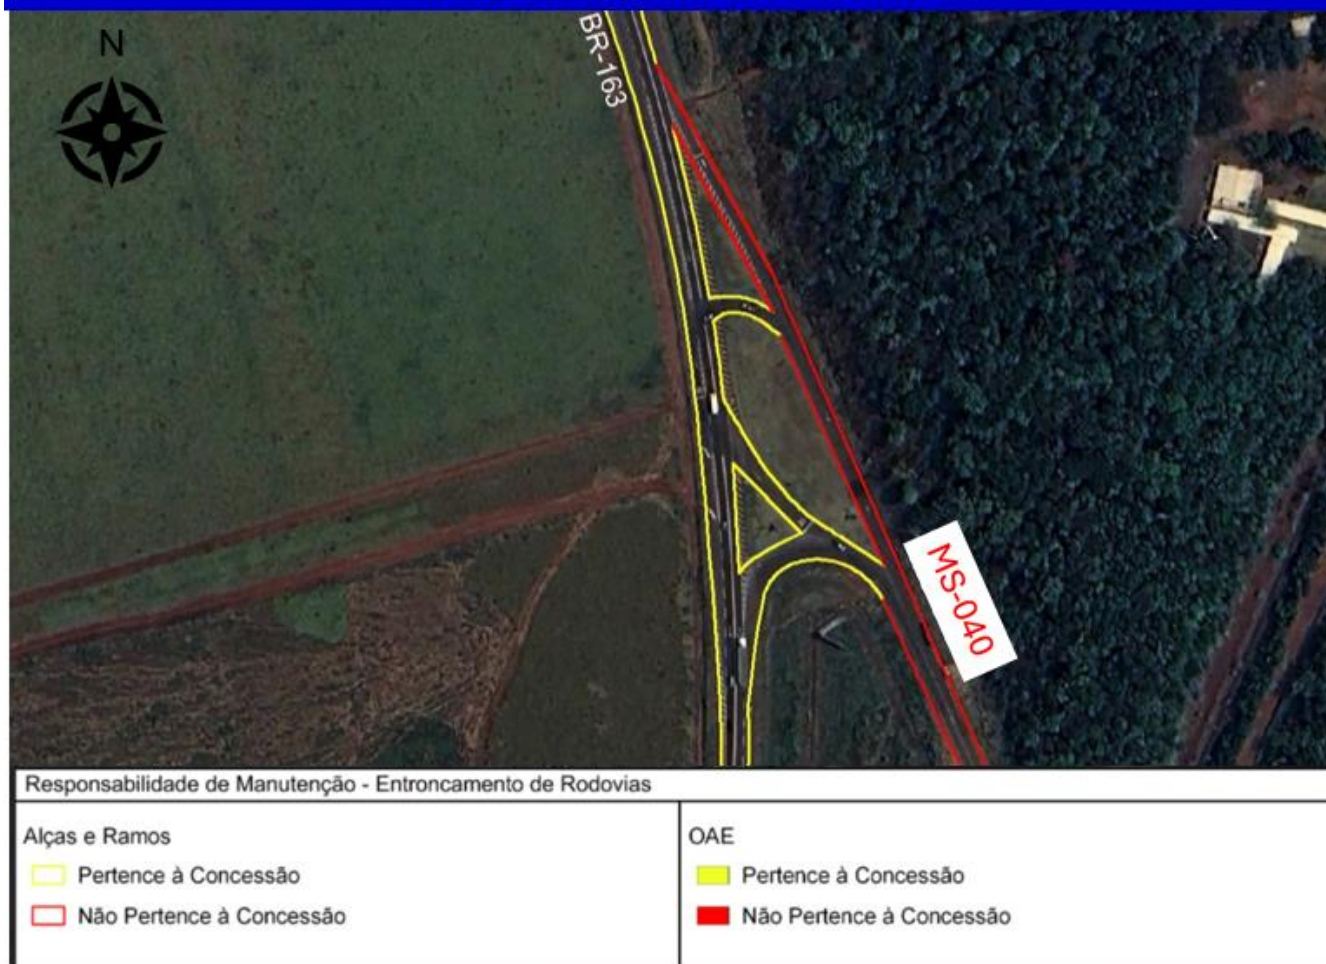 N
BR-163
MS-040
Responsabilidade de Manutenção - Entroncamento de Rodovias
Alças e Ramos
Pertence à Concessão
Não Pertence à Concessão
OAE
Pertence à Concessão
Não Pertence à Concessão